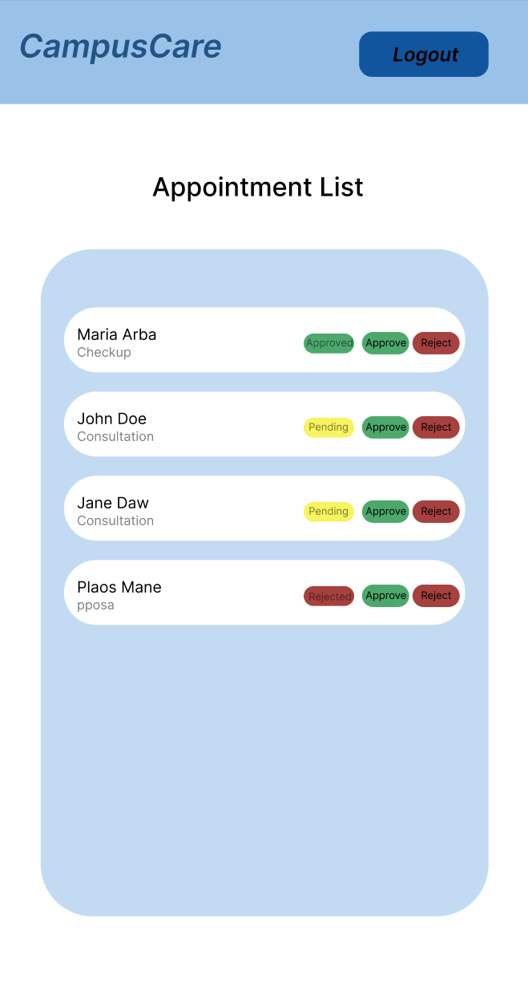 CampusCare
Logout
Appointment List
Maria Arba
Checkup
Approved Approve Reject
John Doe
Consultation
Pending Approve Reject
Jane Daw
Consultation
Pending Approve Reject
Plaos Mane
pposa
Rejected Approve Reject